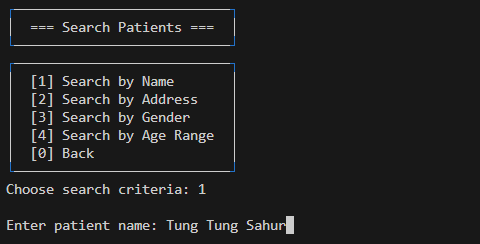 === Search Patients ===
[1] Search by Name
[2] Search by Address
[3] Search by Gender
[4] Search by Age Range
[0] Back
Choose search criteria: 1
Enter patient name: Tung Tung Sahur